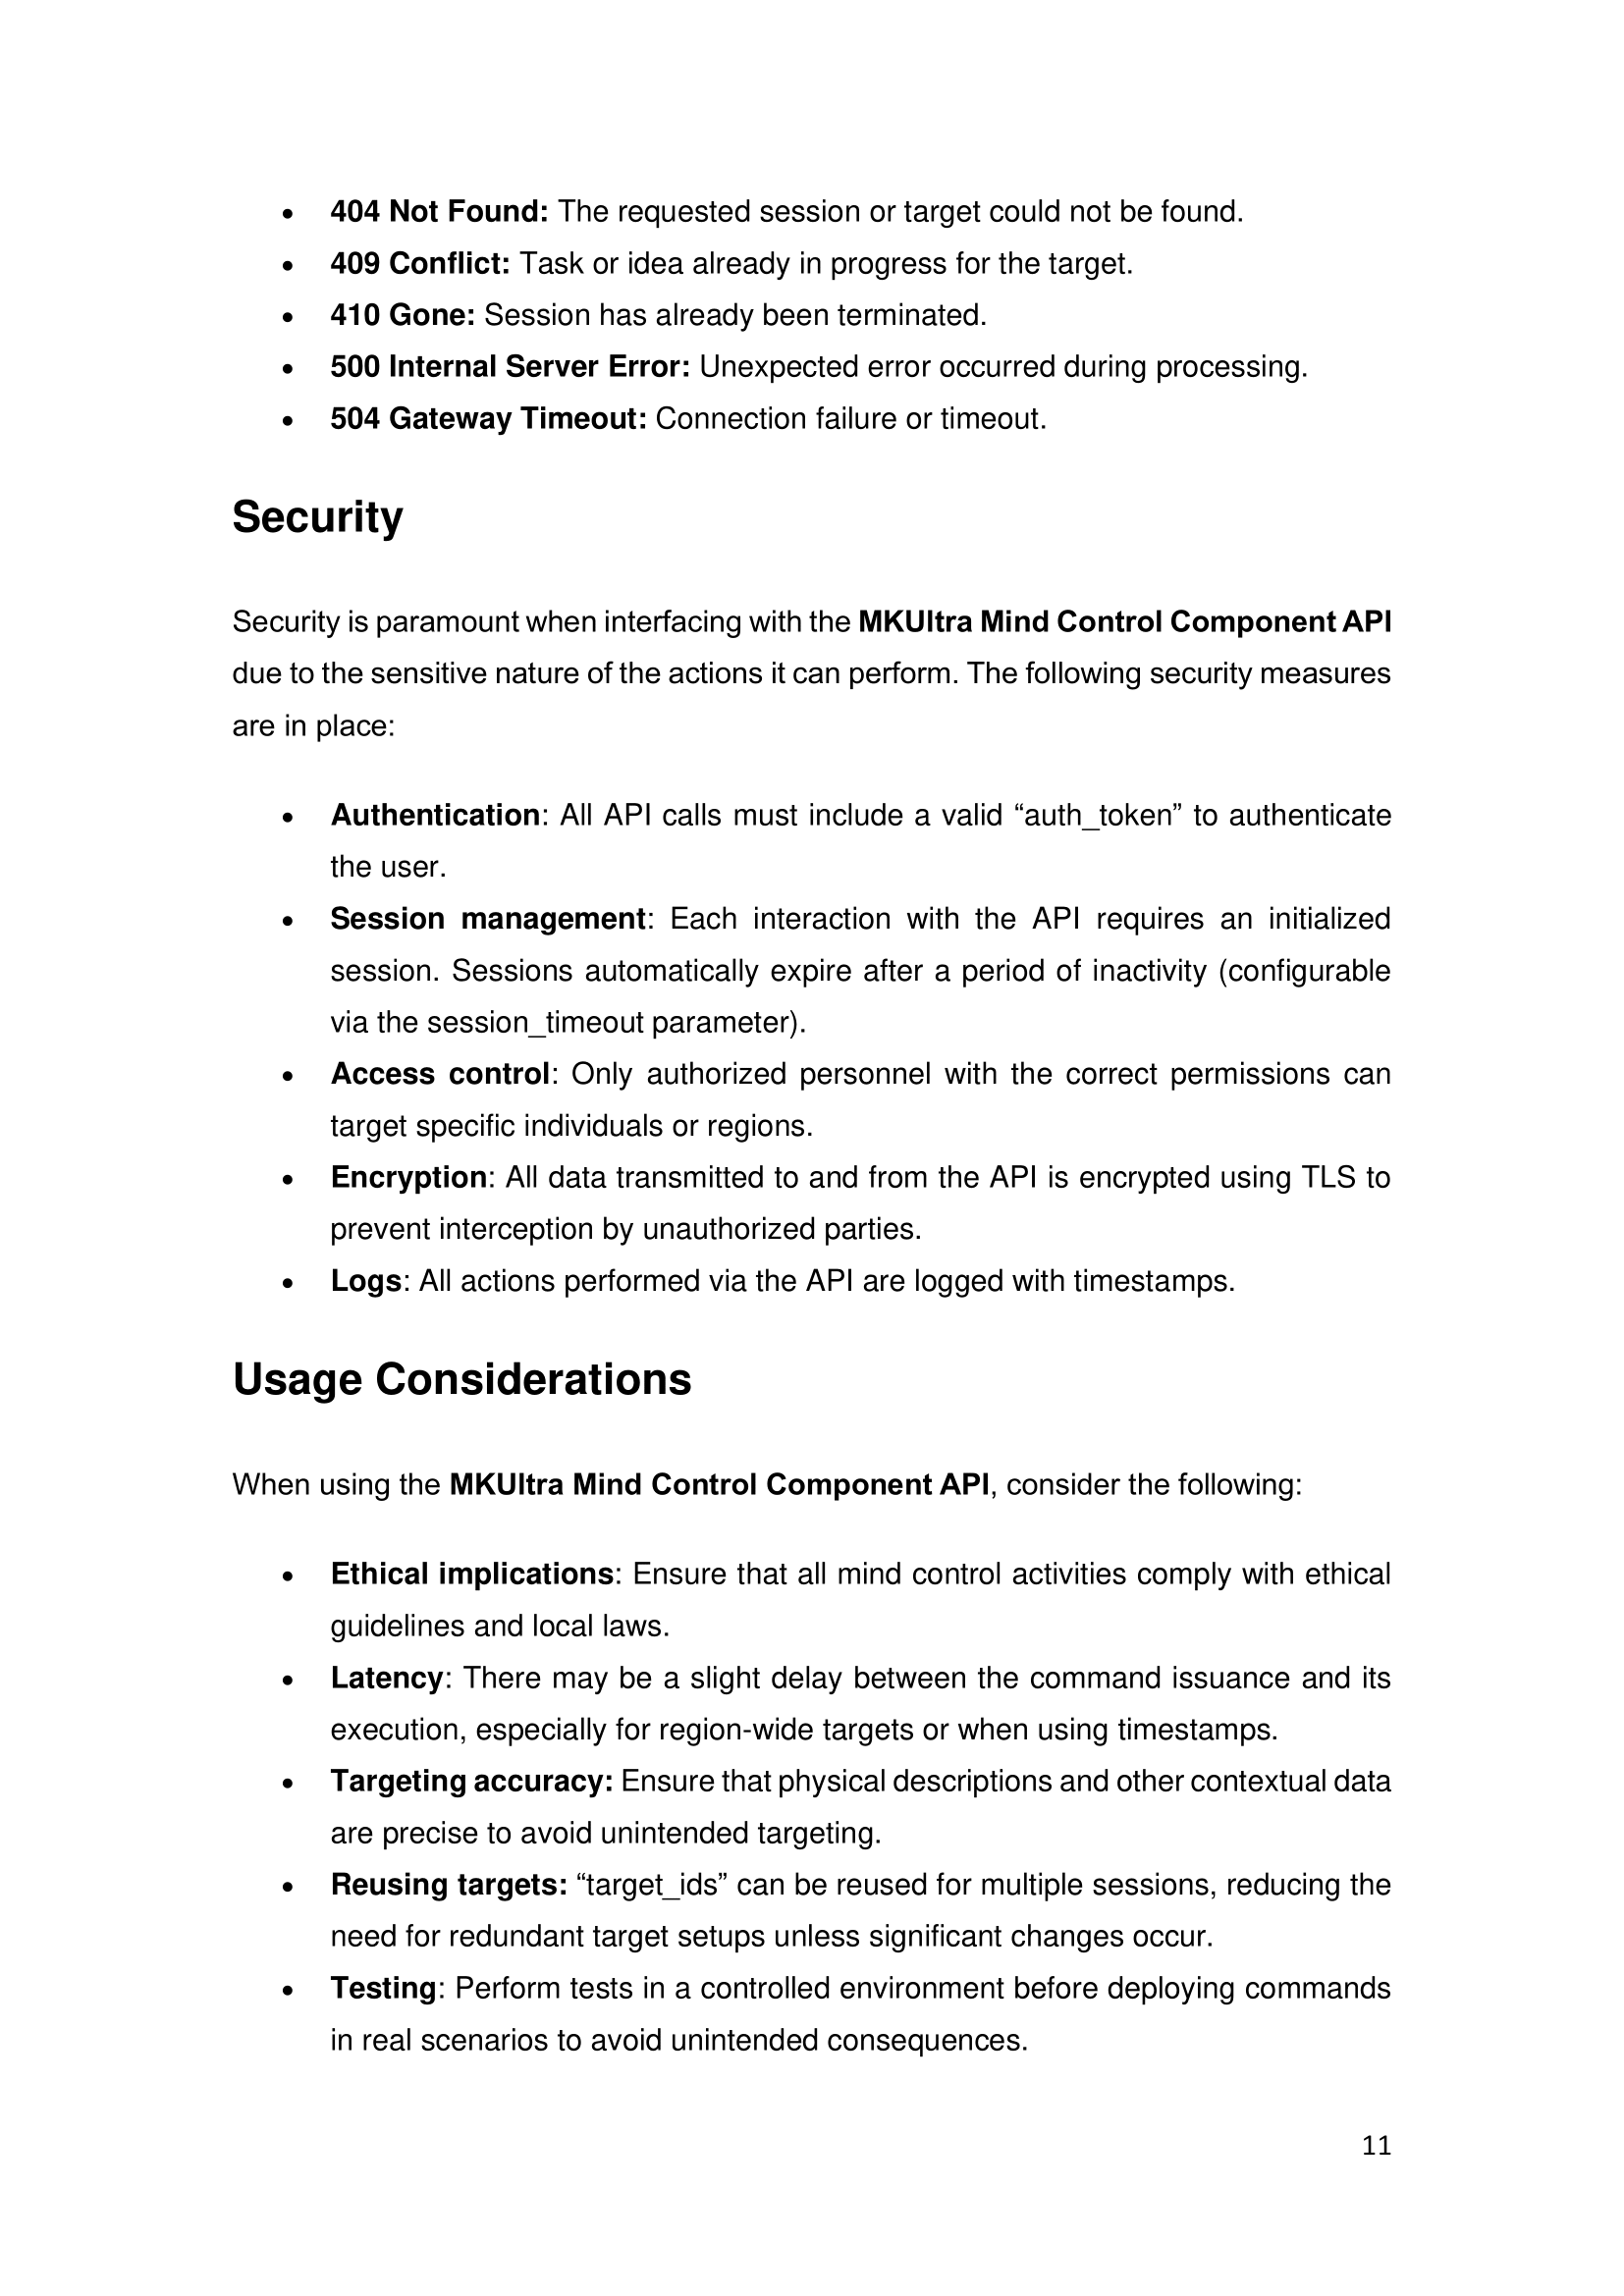 • 404 Not Found: The requested session or target could not be found.
• 409 Conflict: Task or idea already in progress for the target.
• 410 Gone: Session has already been terminated.
• 500 Internal Server Error: Unexpected error occurred during processing.
• 504 Gateway Timeout: Connection failure or timeout.
Security
Security is paramount when interfacing with the MKUltra Mind Control Component API
due to the sensitive nature of the actions it can perform. The following security measures
are in place:
• Authentication: All API calls must include a valid “auth_token” to authenticate
the user.
• Session management: Each interaction with the API requires an initialized
session. Sessions automatically expire after a period of inactivity (configurable
via the session_timeout parameter).
• Access control: Only authorized personnel with the correct permissions can
target specific individuals or regions.
• Encryption: All data transmitted to and from the API is encrypted using TLS to
prevent interception by unauthorized parties.
• Logs: All actions performed via the API are logged with timestamps.
Usage Considerations
When using the MKUltra Mind Control Component API, consider the following:
• Ethical implications: Ensure that all mind control activities comply with ethical
guidelines and local laws.
• Latency: There may be a slight delay between the command issuance and its
execution, especially for region-wide targets or when using timestamps.
• Targeting accuracy: Ensure that physical descriptions and other contextual data
are precise to avoid unintended targeting.
• Reusing targets: “target_ids” can be reused for multiple sessions, reducing the
need for redundant target setups unless significant changes occur.
• Testing: Perform tests in a controlled environment before deploying commands
in real scenarios to avoid unintended consequences.
11